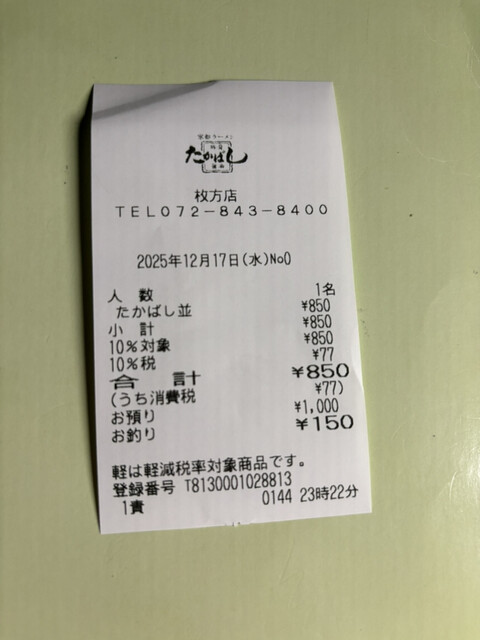 京都ラーメン
たかばし
枚方店
TEL072-843-8400
2025年12月17日(水)No0
人 数 1名
たかばし並 ¥850
小 計 ¥850
10%対象 ¥850
10%税 ¥77
合 計 ¥850
(うち消費税 ¥77)
お預り ¥1,000
お釣り ¥150
軽は軽減税率対象商品です。
登録番号 T8130001028813
1責 0144 23時22分